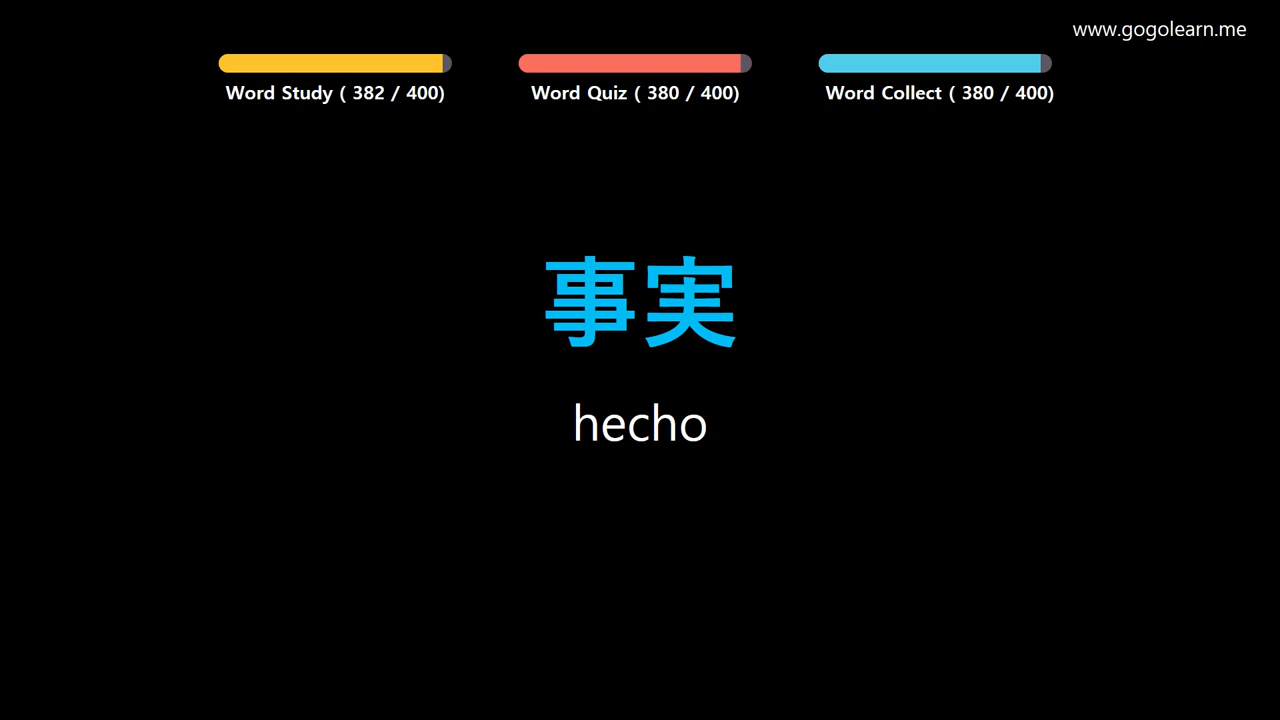 www.gogolearn.me
Word Study ( 382 / 400)
Word Quiz ( 380 / 400)
Word Collect ( 380 / 400)
事実
hecho